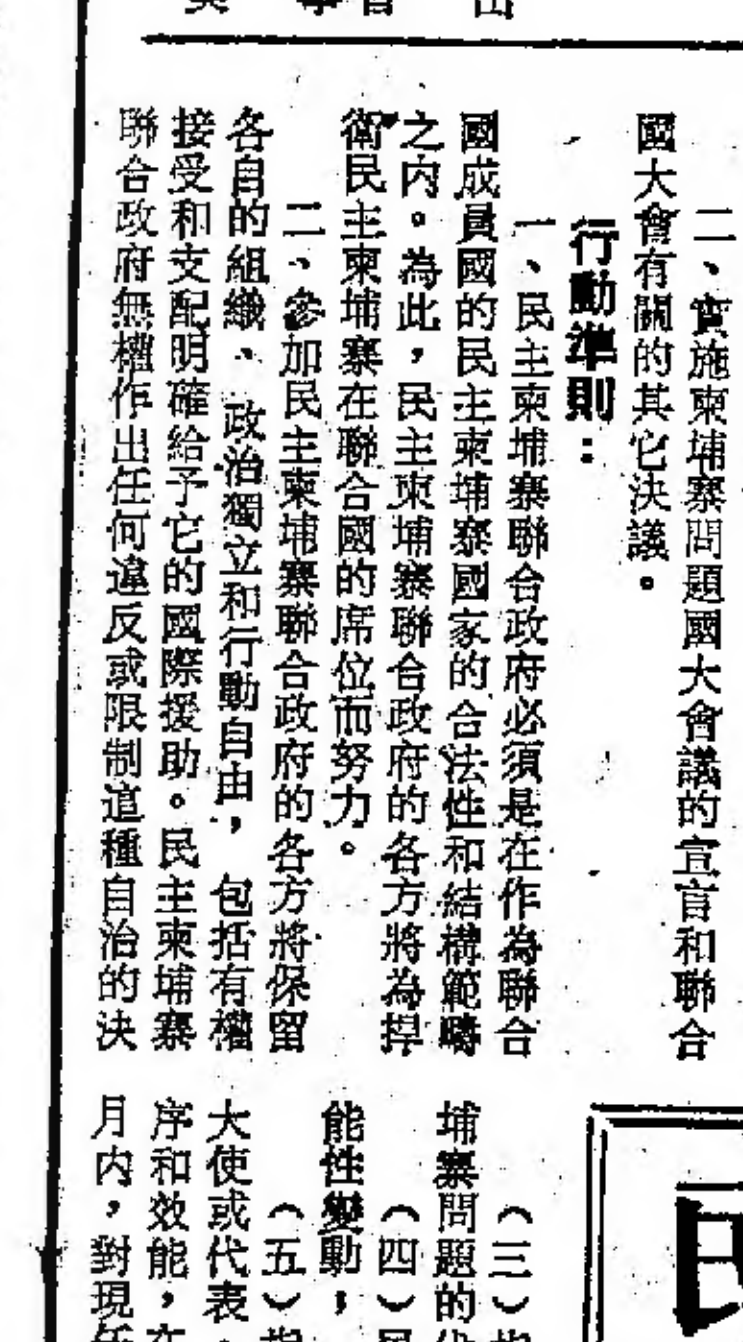 二、實施柬埔寨問題國大會議的宣言和聯合
國大會有關的其它決議。
行動準則：
一、民主柬埔寨聯合政府必須是在作為聯合
國成員國的民主柬埔寨國家的合法性和結構範疇
之内。為此，民主柬埔寨聯合政府的各方將為捍
衛民主柬埔寨在聯合國的席位而努力。
二、參加民主柬埔寨聯合政府的各方將保留
各自的組織、政治獨立和行動自由，包括有權
接受和支配明確給予它的國際援助。民主柬埔寨
聯合政府無權作出任何違反或限制這種自治的決
（三）
埔寨問題的
（四）
能性變動；
（五）
大使或代表
序和效能，在
月内，對現任